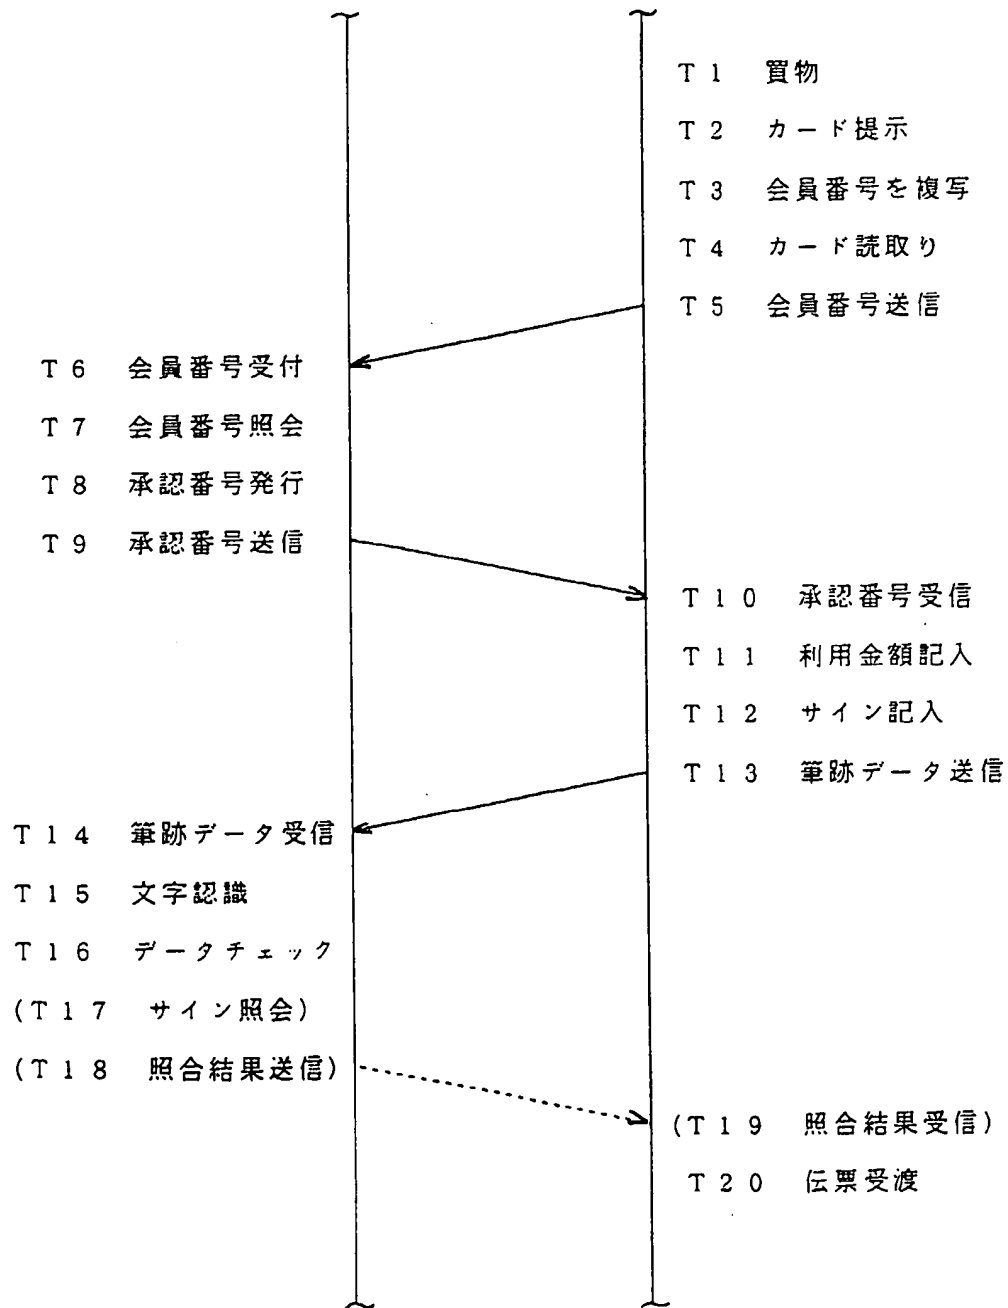 T1 買物
T2 カード提示
T3 会員番号を複写
T4 カード読取り
T5 会員番号送信
T6 会員番号受付
T7 会員番号照会
T8 承認番号発行
T9 承認番号送信
T10 承認番号受信
T11 利用金額記入
T12 サイン記入
T13 筆跡データ送信
T14 筆跡データ受信
T15 文字認識
T16 データチェック
(T17 サイン照会)
(T18 照合結果送信)
(T19 照合結果受信)
T20 伝票受渡